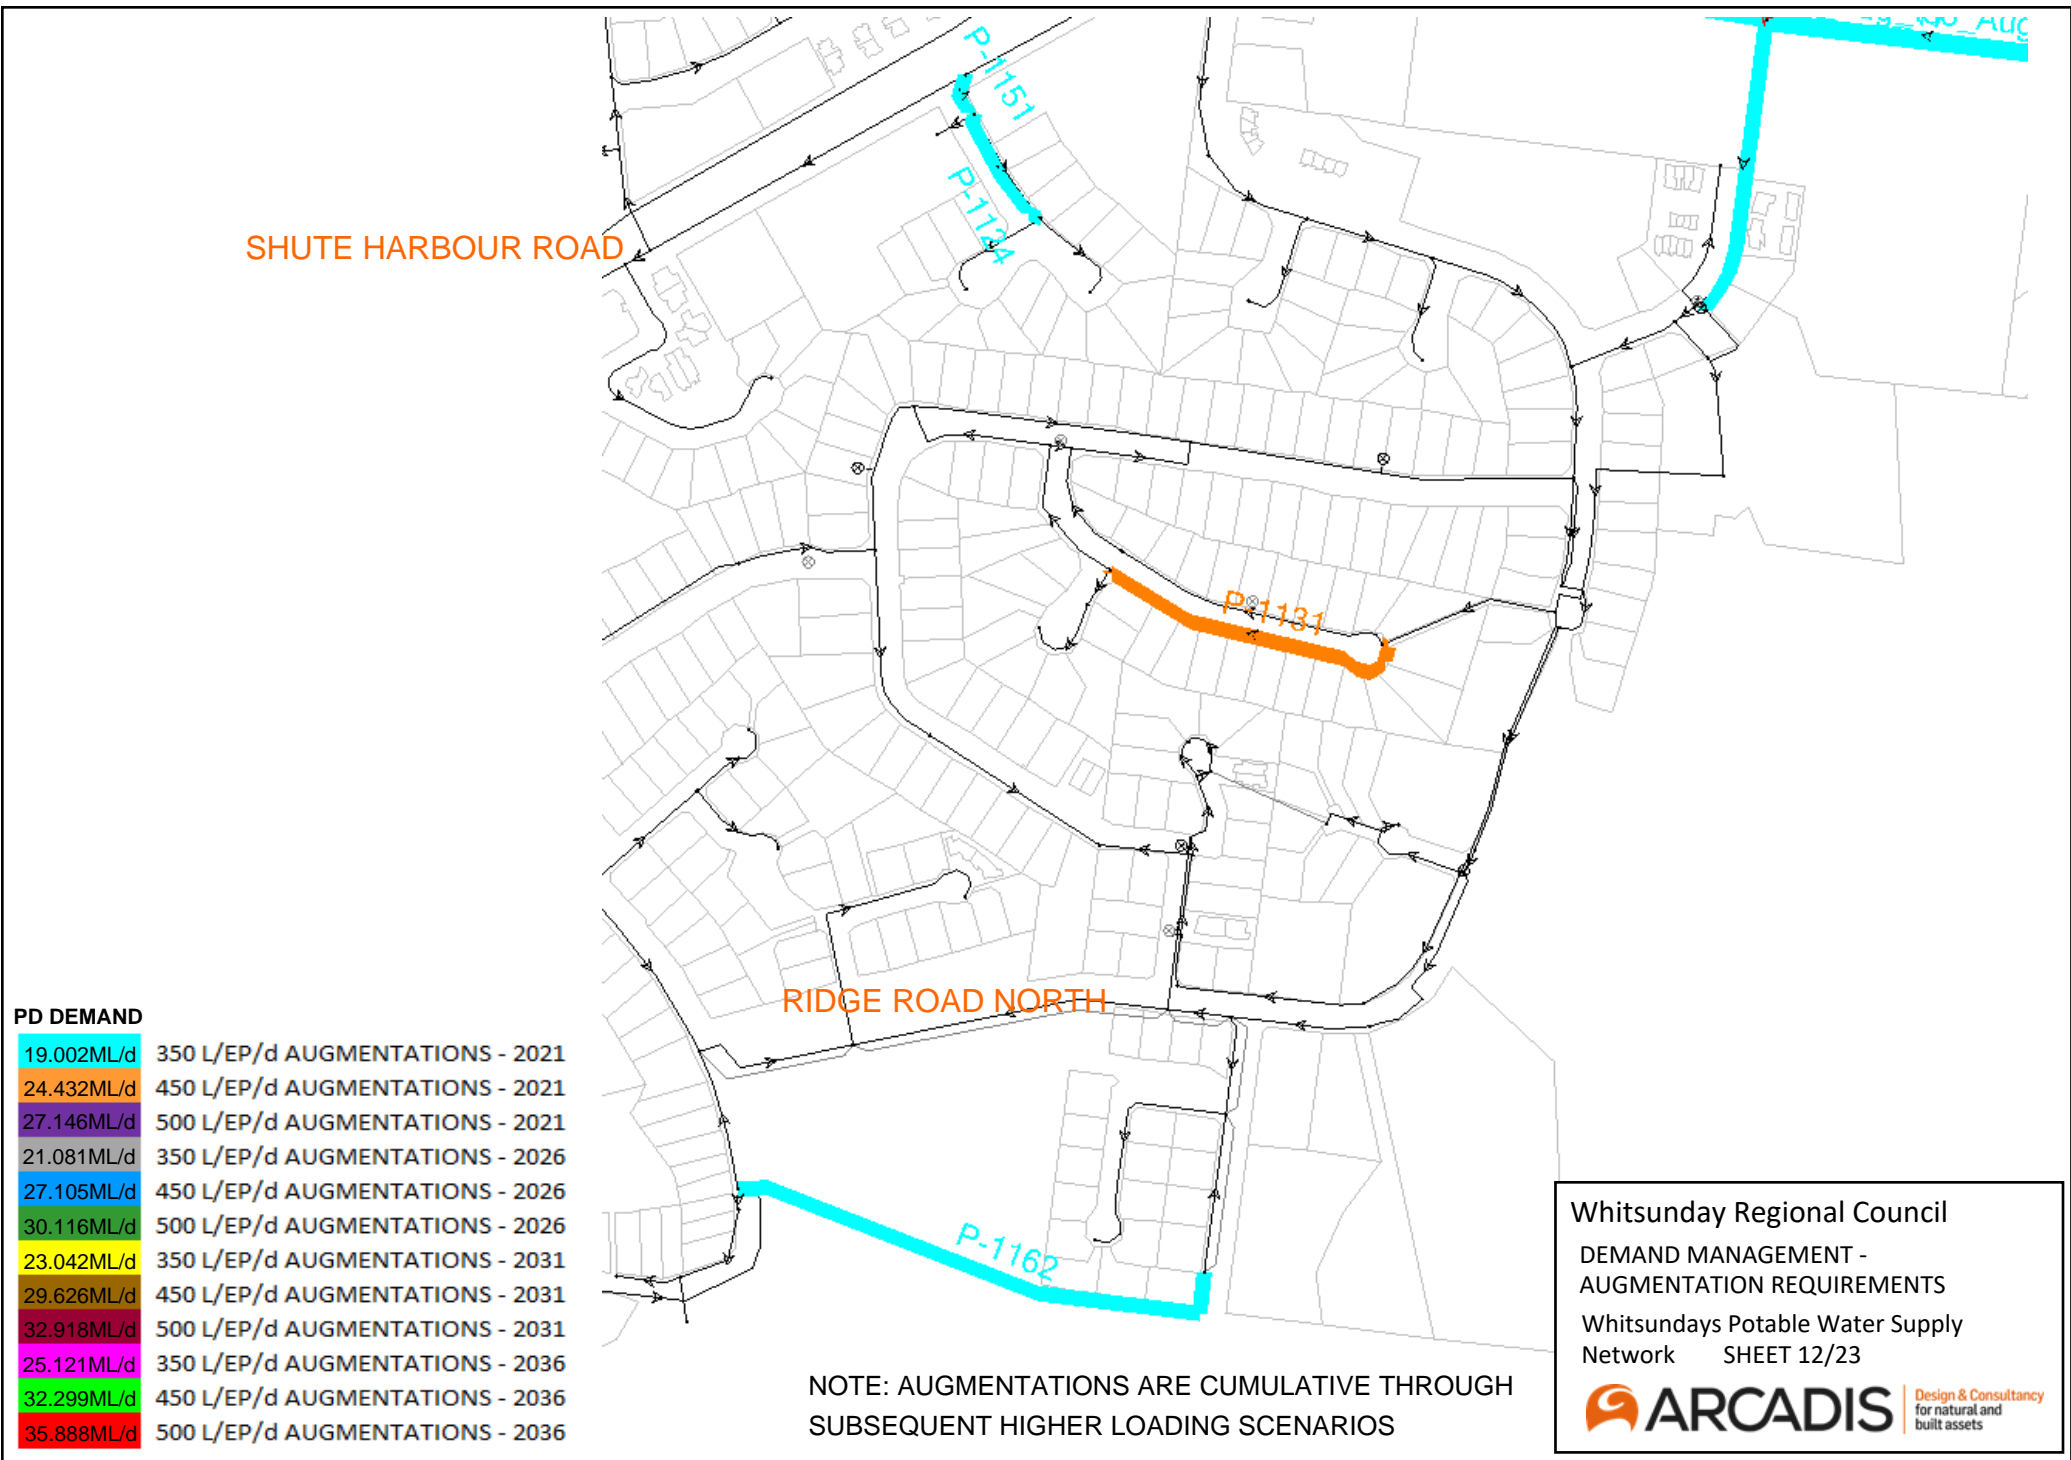 Aug
P-1151
P-1124
SHUTE HARBOUR ROAD
P-1131
RIDGE ROAD NORTH
P-1162
PD DEMAND
19.002ML/d 350 L/EP/d AUGMENTATIONS - 2021
24.432ML/d 450 L/EP/d AUGMENTATIONS - 2021
27.146ML/d 500 L/EP/d AUGMENTATIONS - 2021
21.081ML/d 350 L/EP/d AUGMENTATIONS - 2026
27.105ML/d 450 L/EP/d AUGMENTATIONS - 2026
30.116ML/d 500 L/EP/d AUGMENTATIONS - 2026
23.042ML/d 350 L/EP/d AUGMENTATIONS - 2031
29.626ML/d 450 L/EP/d AUGMENTATIONS - 2031
32.918ML/d 500 L/EP/d AUGMENTATIONS - 2031
25.121ML/d 350 L/EP/d AUGMENTATIONS - 2036
32.299ML/d 450 L/EP/d AUGMENTATIONS - 2036
35.888ML/d 500 L/EP/d AUGMENTATIONS - 2036
NOTE: AUGMENTATIONS ARE CUMULATIVE THROUGH
SUBSEQUENT HIGHER LOADING SCENARIOS
Whitsunday Regional Council
DEMAND MANAGEMENT -
AUGMENTATION REQUIREMENTS
Whitsundays Potable Water Supply
Network SHEET 12/23
ARCADIS
Design & Consultancy
for natural and
built assets